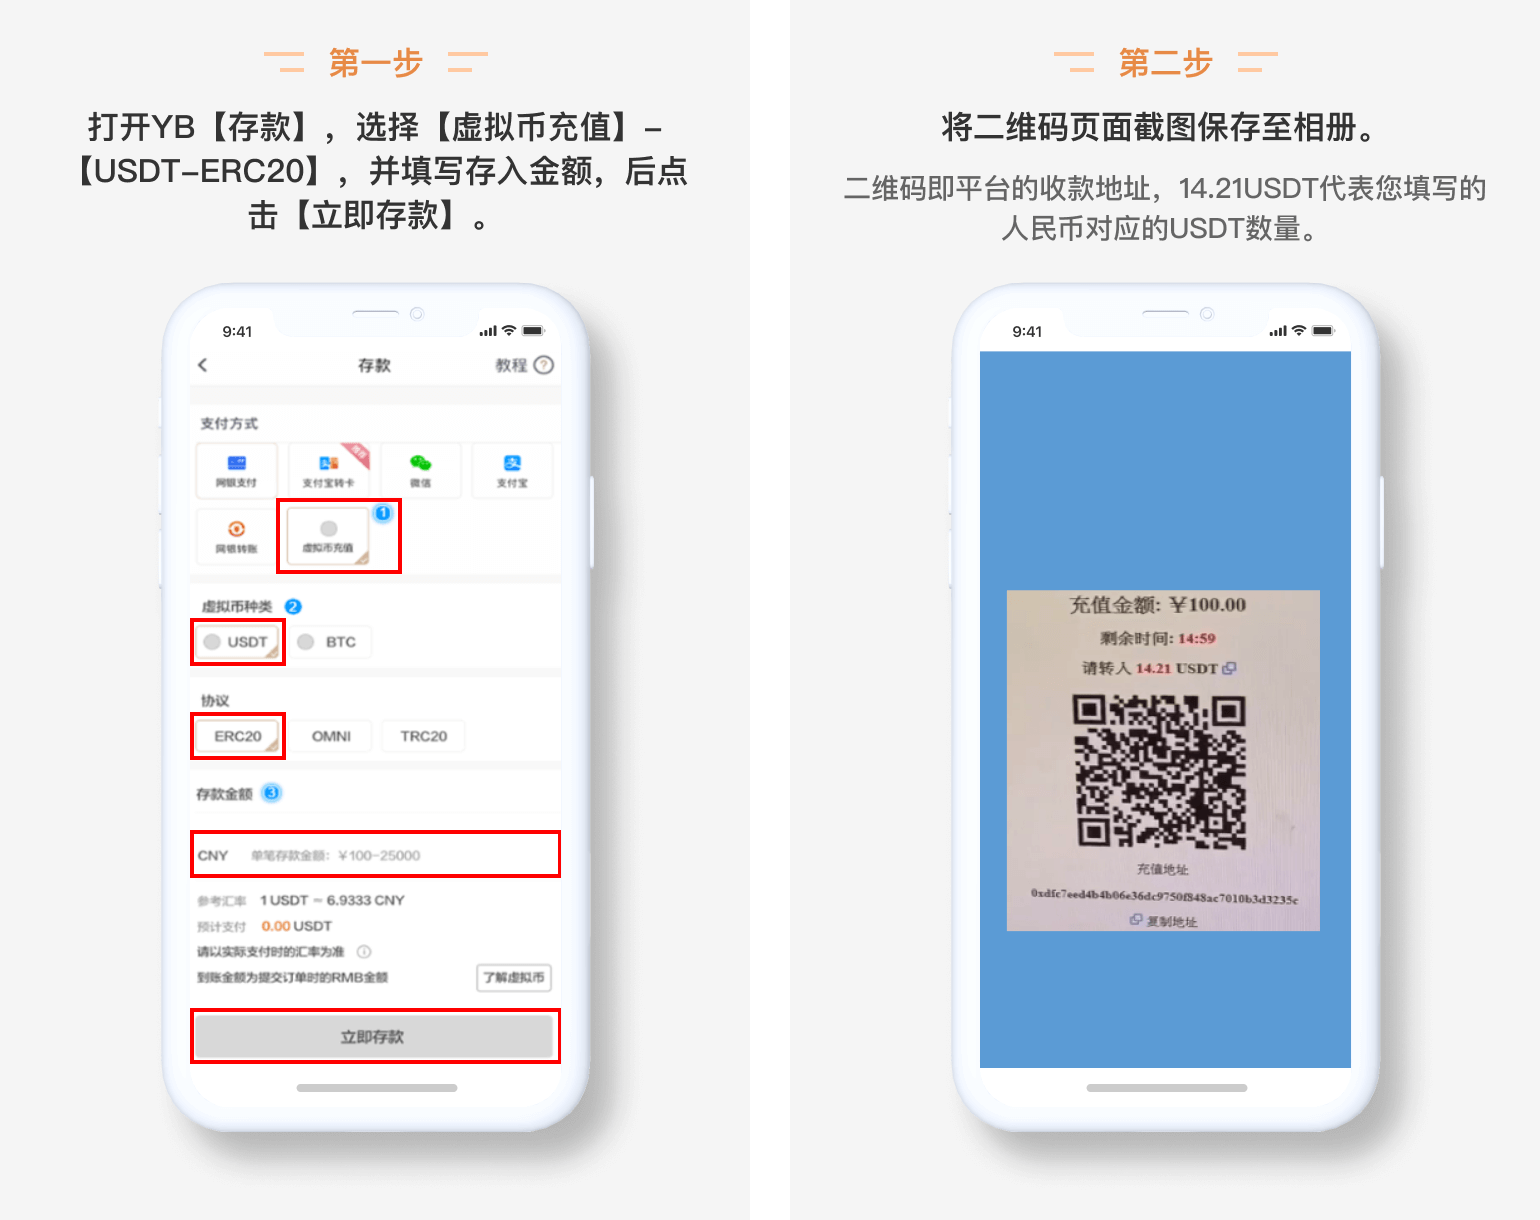 第一步
打开YB【存款】，选择【虚拟币充值】-
【USDT-ERC20】，并填写存入金额，后点
击【立即存款】。
9:41
存款
教程 ?
支付方式
推荐
网银支付
支付宝转卡
微信
支付宝
网银转账
虚拟币充值
1
虚拟币种类 2
USDT
BTC
协议
ERC20
OMNI
TRC20
存款金额 3
CNY 单笔存款金额：￥100-25000
参考汇率 1 USDT ≈ 6.9333 CNY
预计支付 0.00 USDT
请以实际支付时的汇率为准
到账金额为提交订单时的RMB金额
了解虚拟币
立即存款
第二步
将二维码页面截图保存至相册。
二维码即平台的收款地址，14.21USDT代表您填写的
人民币对应的USDT数量。
9:41
充值金额: ￥100.00
剩余时间: 14:59
请转入 14.21 USDT
充值地址
0xdfc7eed4b4b06e36dc9750f848ac7010b3d3235c
复制地址